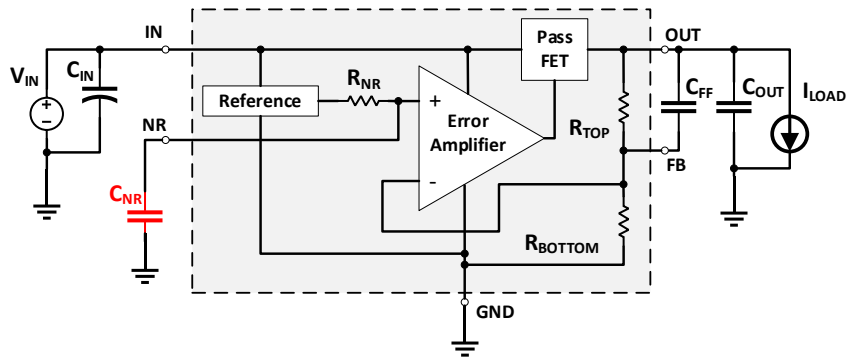 IN
Pass
FET
OUT
V_IN
C_IN
Reference
R_NR
+
-
Error
Amplifier
R_TOP
C_FF
C_OUT
I_LOAD
NR
FB
C_NR
R_BOTTOM
GND